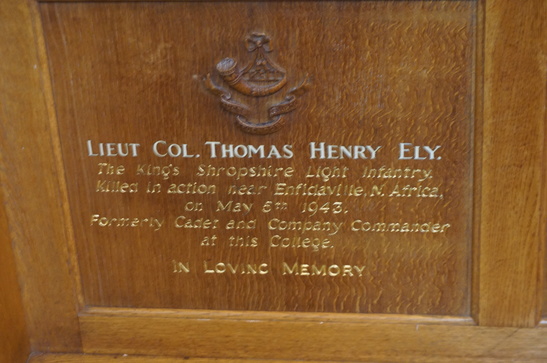 LIEUT COL. THOMAS HENRY ELY.
The King's Shropshire Light Infantry.
Killed in action near Enfidaville, N. Africa,
on May 5TH 1943.
Formerly Cadet and Company Commander
at this College.
IN LOVING MEMORY